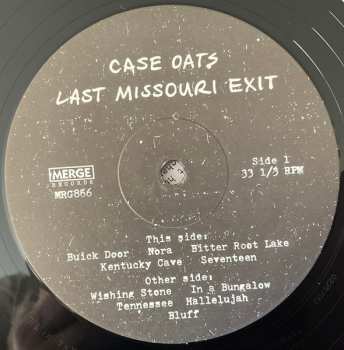 CASE OATS
LAST MISSOURI EXIT
MERGE
RECORDS
MRG866
Side 1
33 1/3 RPM
This side:
Buick Door Nora Bitter Root Lake
Kentucky Cave Seventeen
Other side:
Wishing Stone In a Bungalow
Tennessee Hallelujah
Bluff